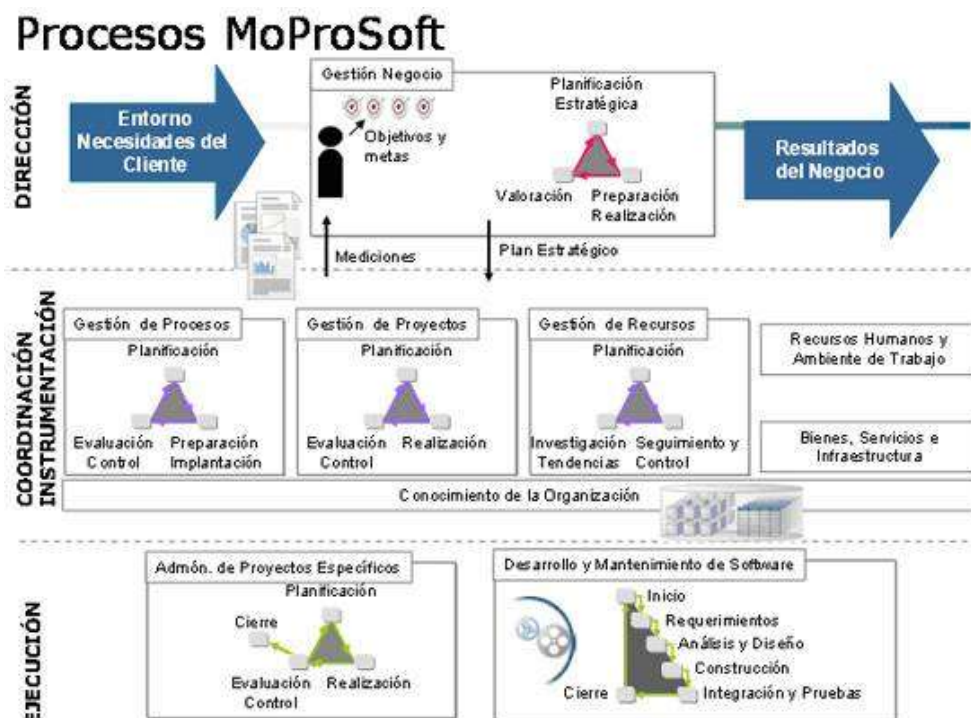 Procesos MoProSoft
DIRECCIÓN
Entorno
Necesidades del
Cliente
Gestión Negocio
Objetivos y
metas
Planificación
Estratégica
Valoración
Preparación
Realización
Resultados
del Negocio
Mediciones
Plan Estratégico
COORDINACIÓN
INSTRUMENTACIÓN
Gestión de Procesos
Planificación
Evaluación
Control
Preparación
Implantación
Gestión de Proyectos
Planificación
Evaluación
Control
Realización
Gestión de Recursos
Planificación
Investigación
Tendencias
Seguimiento y
Control
Recursos Humanos y
Ambiente de Trabajo
Bienes, Servicios e
Infraestructura
Conocimiento de la Organización
EJECUCIÓN
Admón. de Proyectos Específicos
Planificación
Cierre
Evaluación
Control
Realización
Desarrollo y Mantenimiento de Software
Inicio
Requerimientos
Análisis y Diseño
Construcción
Cierre
Integración y Pruebas